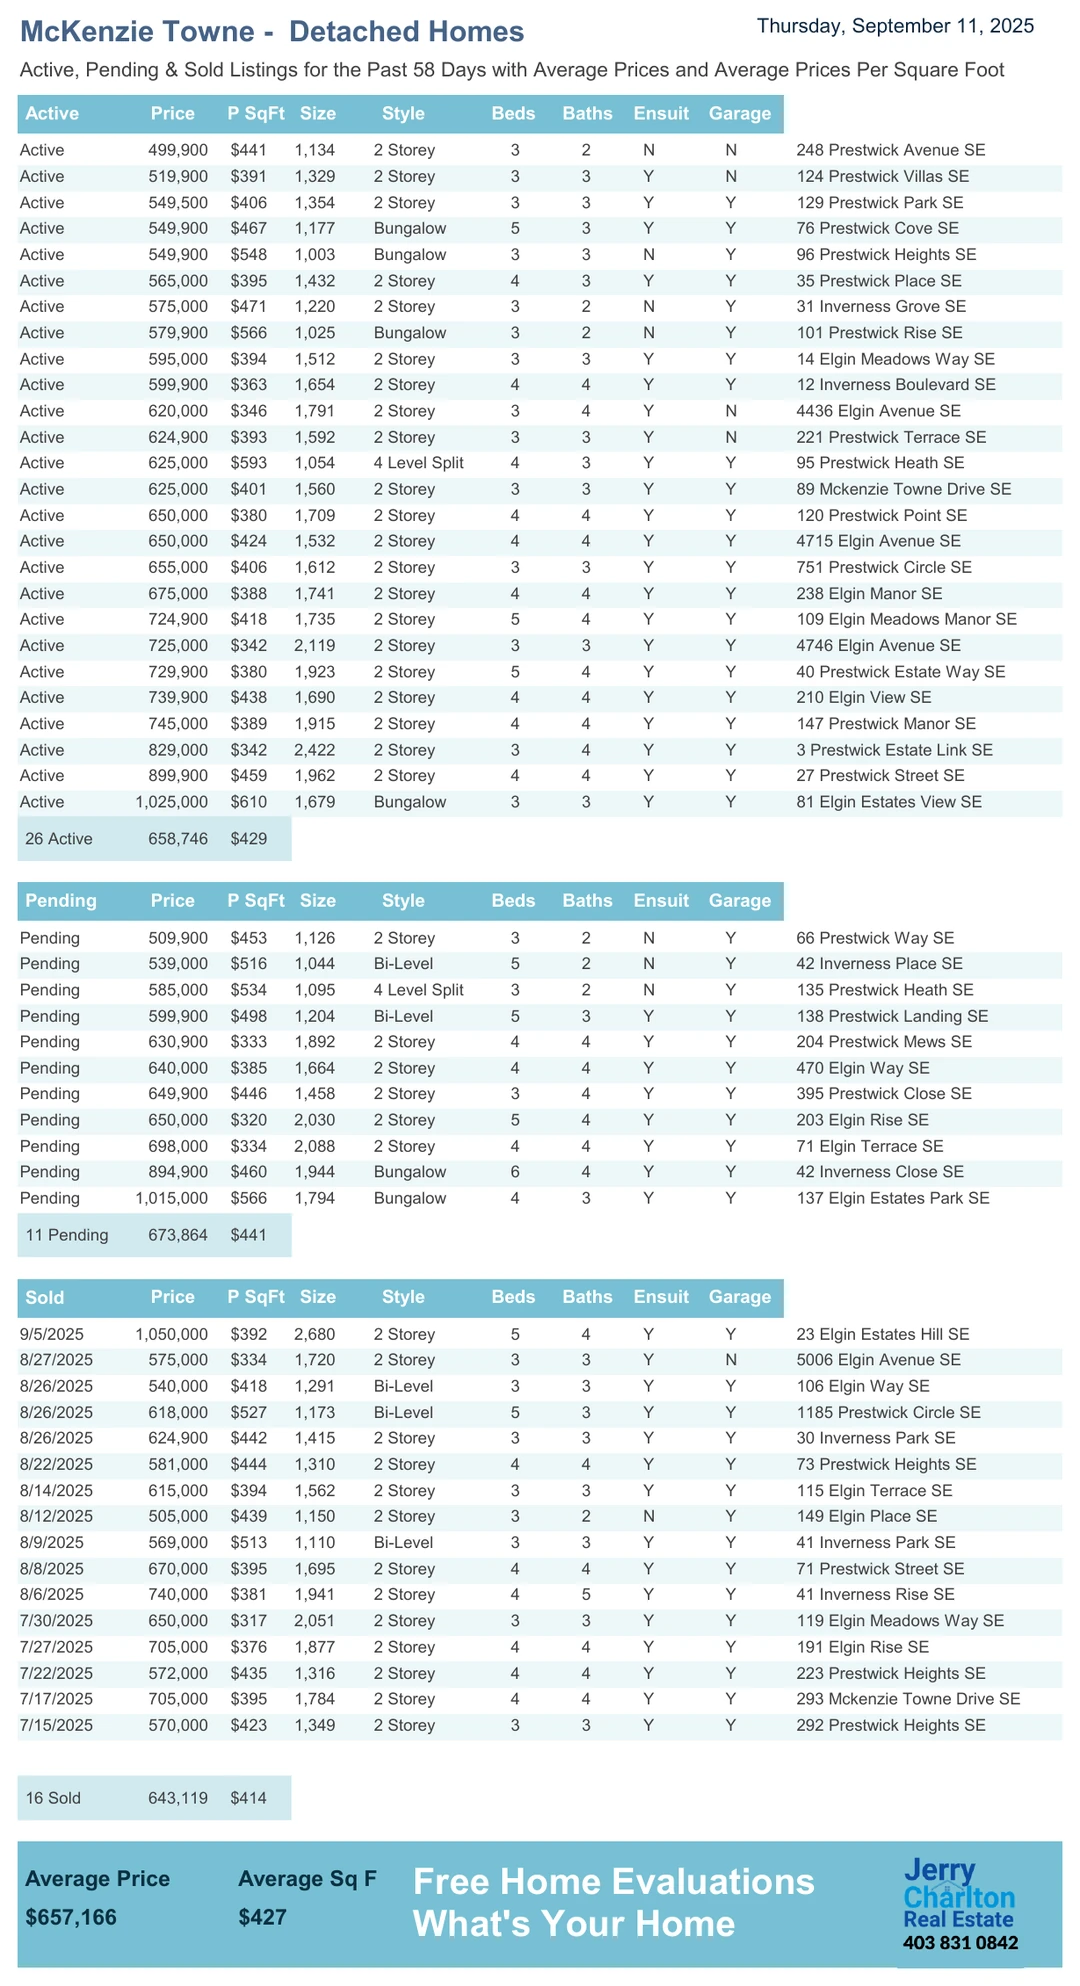 McKenzie Towne - Detached Homes
Thursday, September 11, 2025
Active, Pending & Sold Listings for the Past 58 Days with Average Prices and Average Prices Per Square Foot
Active Price P SqFt Size Style Beds Baths Ensuit Garage
Active 499,900 $441 1,134 2 Storey 3 2 N N 248 Prestwick Avenue SE
Active 519,900 $391 1,329 2 Storey 3 3 Y N 124 Prestwick Villas SE
Active 549,500 $406 1,354 2 Storey 3 3 Y Y 129 Prestwick Park SE
Active 549,900 $467 1,177 Bungalow 5 3 Y Y 76 Prestwick Cove SE
Active 549,900 $548 1,003 Bungalow 3 3 N Y 96 Prestwick Heights SE
Active 565,000 $395 1,432 2 Storey 4 3 Y Y 35 Prestwick Place SE
Active 575,000 $471 1,220 2 Storey 3 2 N Y 31 Inverness Grove SE
Active 579,900 $566 1,025 Bungalow 3 2 N Y 101 Prestwick Rise SE
Active 595,000 $394 1,512 2 Storey 3 3 Y Y 14 Elgin Meadows Way SE
Active 599,900 $363 1,654 2 Storey 4 4 Y Y 12 Inverness Boulevard SE
Active 620,000 $346 1,791 2 Storey 3 4 Y N 4436 Elgin Avenue SE
Active 624,900 $393 1,592 2 Storey 3 3 Y N 221 Prestwick Terrace SE
Active 625,000 $593 1,054 4 Level Split 4 3 Y Y 95 Prestwick Heath SE
Active 625,000 $401 1,560 2 Storey 3 3 Y Y 89 Mckenzie Towne Drive SE
Active 650,000 $380 1,709 2 Storey 4 4 Y Y 120 Prestwick Point SE
Active 650,000 $424 1,532 2 Storey 4 4 Y Y 4715 Elgin Avenue SE
Active 655,000 $406 1,612 2 Storey 3 3 Y Y 751 Prestwick Circle SE
Active 675,000 $388 1,741 2 Storey 4 4 Y Y 238 Elgin Manor SE
Active 724,900 $418 1,735 2 Storey 5 4 Y Y 109 Elgin Meadows Manor SE
Active 725,000 $342 2,119 2 Storey 3 3 Y Y 4746 Elgin Avenue SE
Active 729,900 $380 1,923 2 Storey 5 4 Y Y 40 Prestwick Estate Way SE
Active 739,900 $438 1,690 2 Storey 4 4 Y Y 210 Elgin View SE
Active 745,000 $389 1,915 2 Storey 4 4 Y Y 147 Prestwick Manor SE
Active 829,000 $342 2,422 2 Storey 3 4 Y Y 3 Prestwick Estate Link SE
Active 899,900 $459 1,962 2 Storey 4 4 Y Y 27 Prestwick Street SE
Active 1,025,000 $610 1,679 Bungalow 3 3 Y Y 81 Elgin Estates View SE
26 Active 658,746 $429
Pending Price P SqFt Size Style Beds Baths Ensuit Garage
Pending 509,900 $453 1,126 2 Storey 3 2 N Y 66 Prestwick Way SE
Pending 539,000 $516 1,044 Bi-Level 5 2 N Y 42 Inverness Place SE
Pending 585,000 $534 1,095 4 Level Split 3 2 N Y 135 Prestwick Heath SE
Pending 599,900 $498 1,204 Bi-Level 5 3 Y Y 138 Prestwick Landing SE
Pending 630,900 $333 1,892 2 Storey 4 4 Y Y 204 Prestwick Mews SE
Pending 640,000 $385 1,664 2 Storey 4 4 Y Y 470 Elgin Way SE
Pending 649,900 $446 1,458 2 Storey 3 4 Y Y 395 Prestwick Close SE
Pending 650,000 $320 2,030 2 Storey 5 4 Y Y 203 Elgin Rise SE
Pending 698,000 $334 2,088 2 Storey 4 4 Y Y 71 Elgin Terrace SE
Pending 894,900 $460 1,944 Bungalow 6 4 Y Y 42 Inverness Close SE
Pending 1,015,000 $566 1,794 Bungalow 4 3 Y Y 137 Elgin Estates Park SE
11 Pending 673,864 $441
Sold Price P SqFt Size Style Beds Baths Ensuit Garage
9/5/2025 1,050,000 $392 2,680 2 Storey 5 4 Y Y 23 Elgin Estates Hill SE
8/27/2025 575,000 $334 1,720 2 Storey 3 3 Y N 5006 Elgin Avenue SE
8/26/2025 540,000 $418 1,291 Bi-Level 3 3 Y Y 106 Elgin Way SE
8/26/2025 618,000 $527 1,173 Bi-Level 5 3 Y Y 1185 Prestwick Circle SE
8/26/2025 624,900 $442 1,415 2 Storey 3 3 Y Y 30 Inverness Park SE
8/22/2025 581,000 $444 1,310 2 Storey 4 4 Y Y 73 Prestwick Heights SE
8/14/2025 615,000 $394 1,562 2 Storey 3 3 Y Y 115 Elgin Terrace SE
8/12/2025 505,000 $439 1,150 2 Storey 3 2 N Y 149 Elgin Place SE
8/9/2025 569,000 $513 1,110 Bi-Level 3 3 Y Y 41 Inverness Park SE
8/8/2025 670,000 $395 1,695 2 Storey 4 4 Y Y 71 Prestwick Street SE
8/6/2025 740,000 $381 1,941 2 Storey 4 5 Y Y 41 Inverness Rise SE
7/30/2025 650,000 $317 2,051 2 Storey 3 3 Y Y 119 Elgin Meadows Way SE
7/27/2025 705,000 $376 1,877 2 Storey 4 4 Y Y 191 Elgin Rise SE
7/22/2025 572,000 $435 1,316 2 Storey 4 4 Y Y 223 Prestwick Heights SE
7/17/2025 705,000 $395 1,784 2 Storey 4 4 Y Y 293 Mckenzie Towne Drive SE
7/15/2025 570,000 $423 1,349 2 Storey 3 3 Y Y 292 Prestwick Heights SE
16 Sold 643,119 $414
Average Price Average Sq F
$657,166 $427
Free Home Evaluations
What's Your Home
Jerry
Charlton
Real Estate
403 831 0842